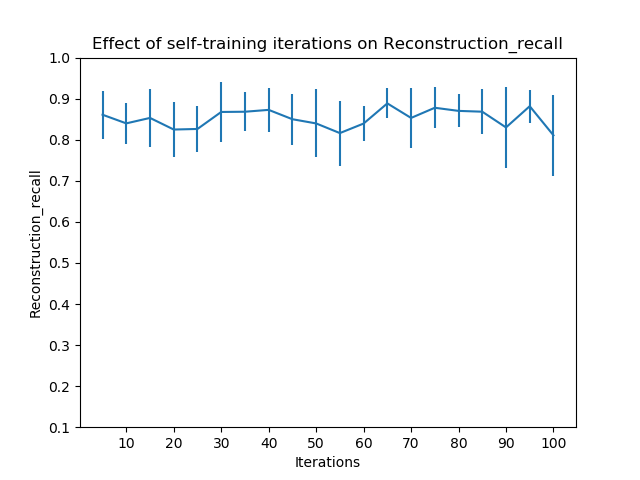 Effect of self-training iterations on Reconstruction_recall
1.0
0.9
0.8
0.7
0.6
0.5
0.4
0.3
0.2
0.1
Reconstruction_recall
10 20 30 40 50 60 70 80 90 100
Iterations